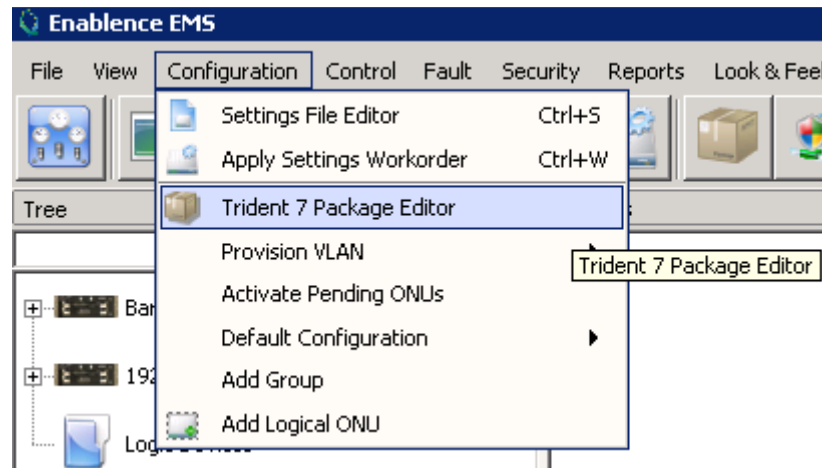 Enablence EMS
File View Configuration Control Fault Security Reports Look & Feel
Settings File Editor Ctrl+S
Apply Settings Workorder Ctrl+W
Tree
Trident 7 Package Editor
Provision VLAN
Trident 7 Package Editor
Activate Pending ONUs
Default Configuration
192
Add Group
Add Logical ONU